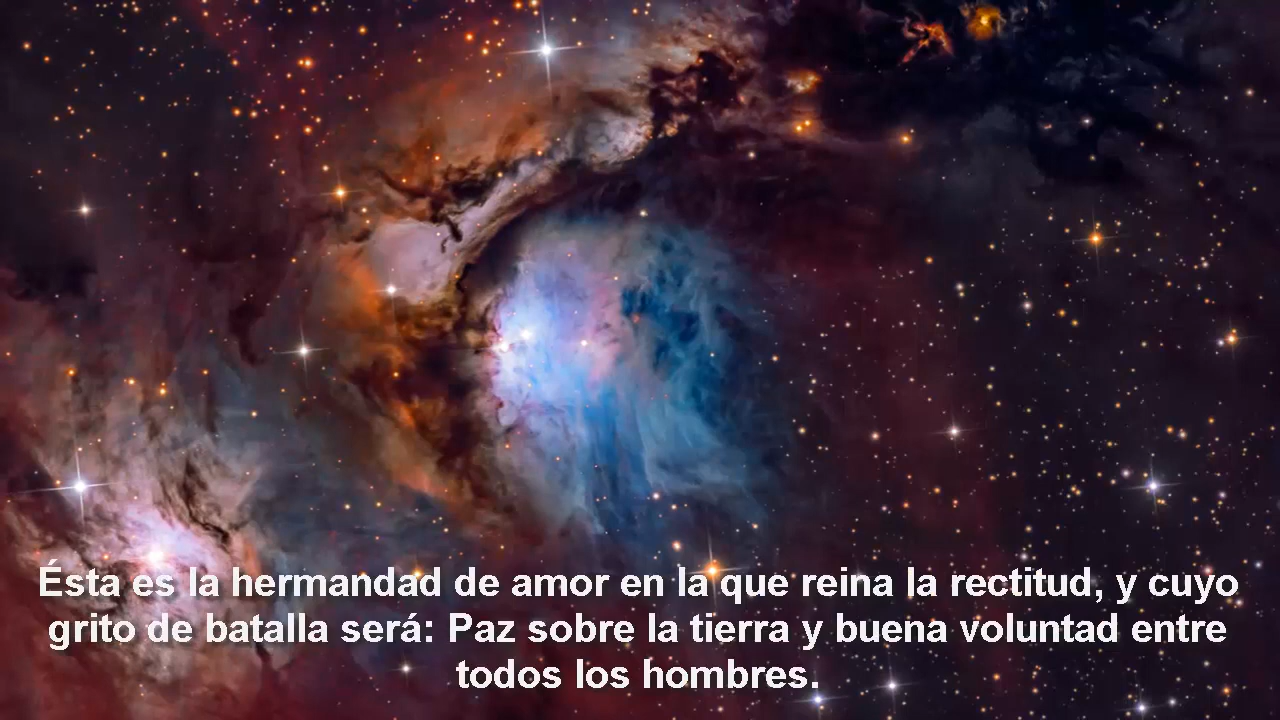 Ésta es la hermandad de amor en la que reina la rectitud, y cuyo
grito de batalla será: Paz sobre la tierra y buena voluntad entre
todos los hombres.